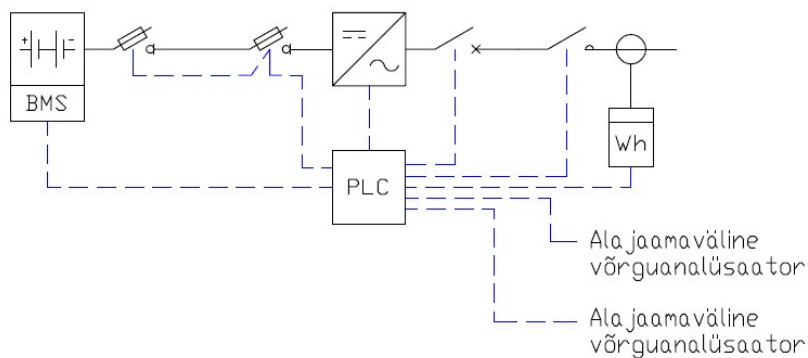 + -
BMS
PLC
Wh
Alajaamaväline
võrguanalüsaator
Alajaamaväline
võrguanalüsaator